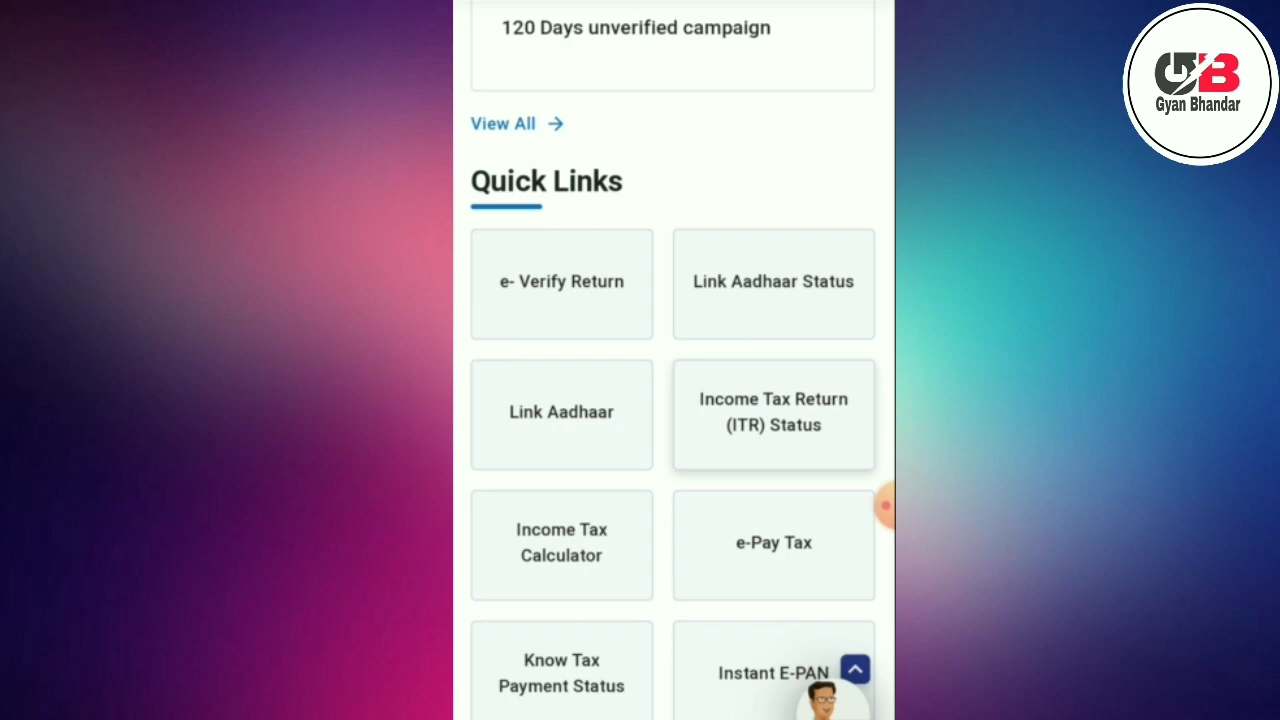 120 Days unverified campaign
View All
Quick Links
e- Verify Return
Link Aadhaar Status
Link Aadhaar
Income Tax Return
(ITR) Status
Income Tax
Calculator
e-Pay Tax
Know Tax
Payment Status
Instant E-PAN
GB
Gyan Bhandar